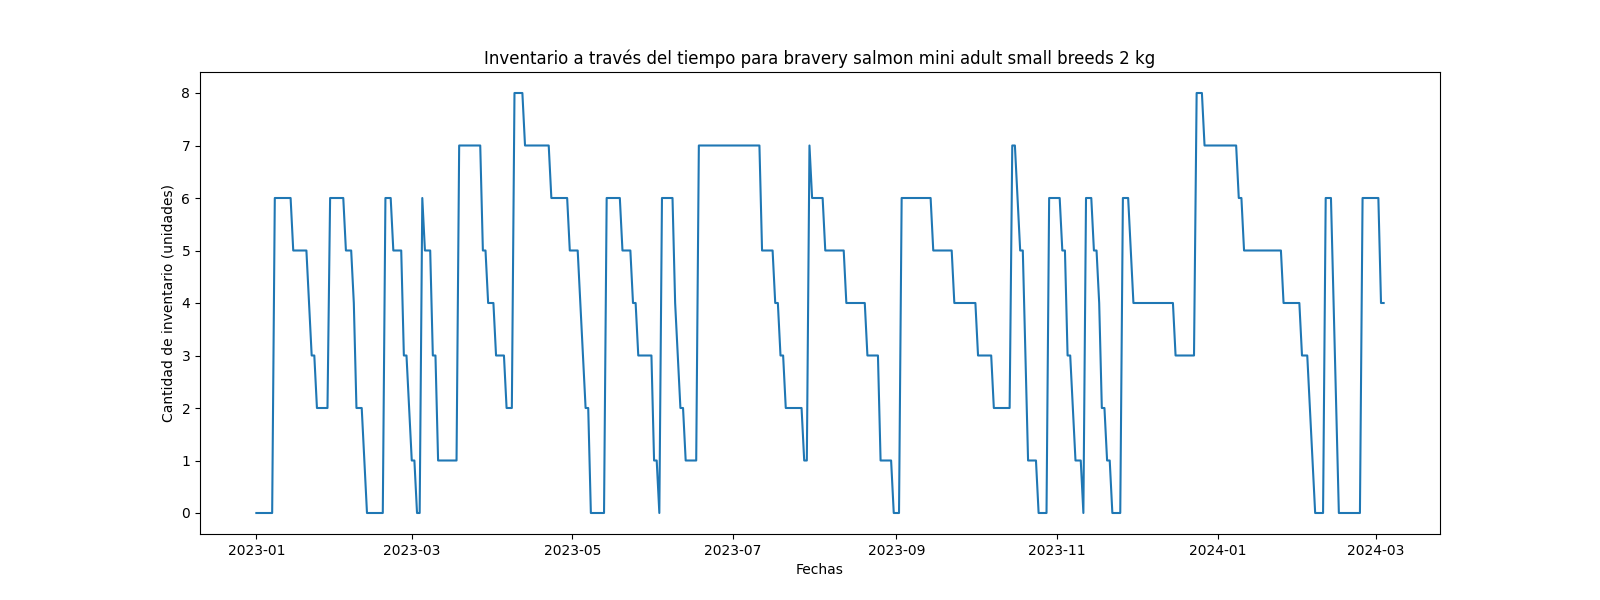 Inventario a través del tiempo para bravery salmon mini adult small breeds 2 kg
Cantidad de inventario (unidades)
8
7
6
5
4
3
2
1
0
2023-01 2023-03 2023-05 2023-07 2023-09 2023-11 2024-01 2024-03
Fechas